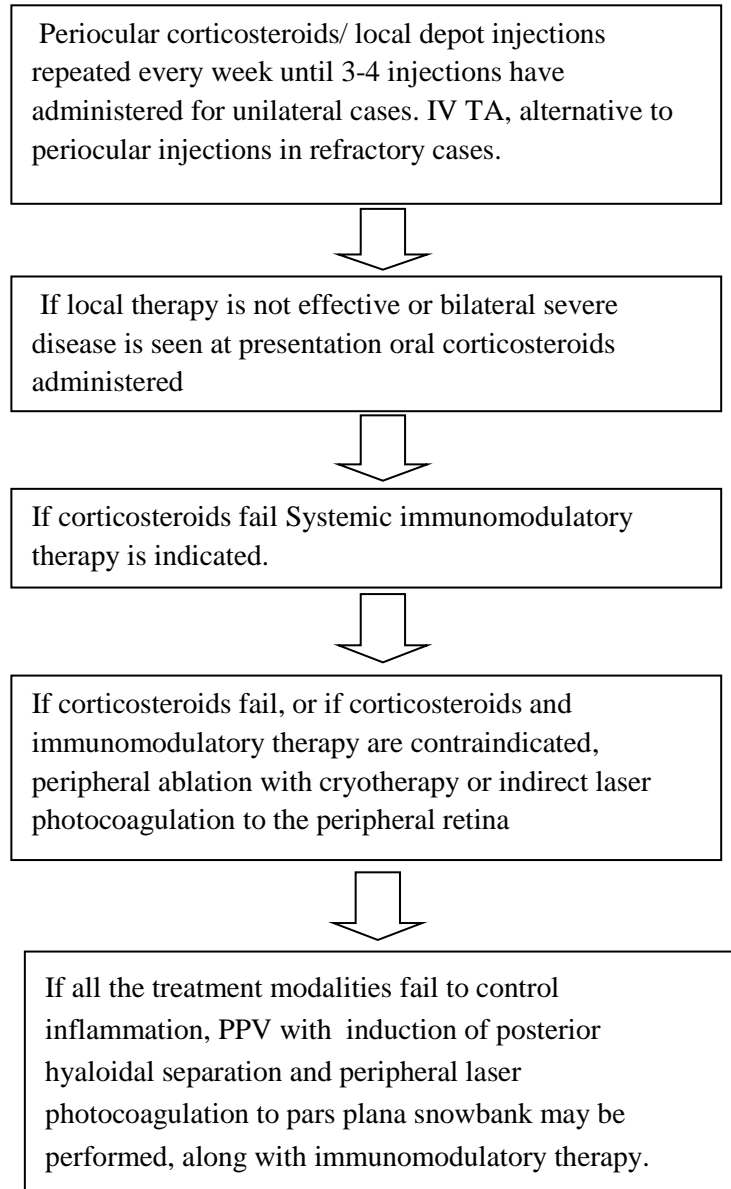 Periocular corticosteroids/ local depot injections
repeated every week until 3-4 injections have
administered for unilateral cases. IV TA, alternative to
periocular injections in refractory cases.
If local therapy is not effective or bilateral severe
disease is seen at presentation oral corticosteroids
administered
If corticosteroids fail Systemic immunomodulatory
therapy is indicated.
If corticosteroids fail, or if corticosteroids and
immunomodulatory therapy are contraindicated,
peripheral ablation with cryotherapy or indirect laser
photocoagulation to the peripheral retina
If all the treatment modalities fail to control
inflammation, PPV with induction of posterior
hyaloidal separation and peripheral laser
photocoagulation to pars plana snowbank may be
performed, along with immunomodulatory therapy.